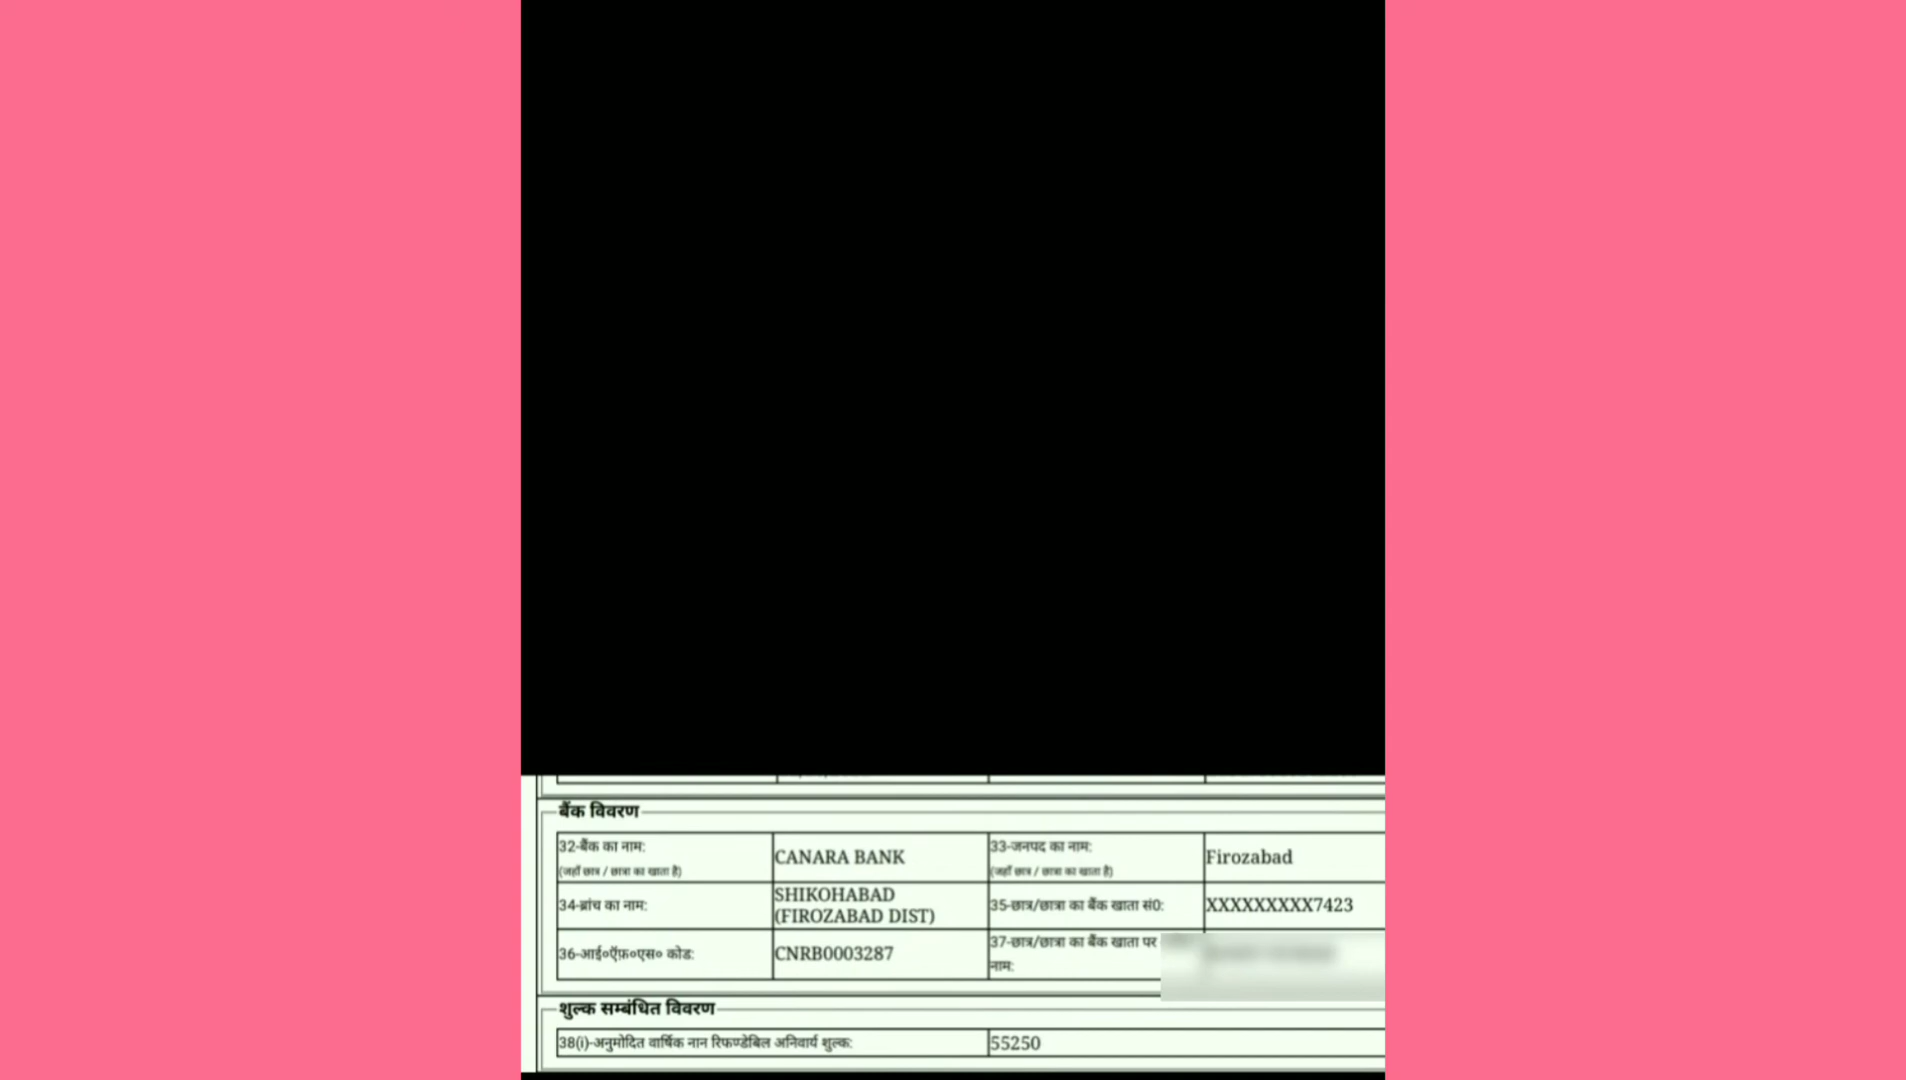 बैंक विवरण
32-बैंक का नाम:
(जहाँ छात्र / छात्रा का खाता है)
CANARA BANK
33-जनपद का नाम:
(जहाँ छात्र / छात्रा का खाता है)
Firozabad
34-ब्रांच का नाम:
SHIKOHABAD
(FIROZABAD DIST)
35-छात्र/छात्रा का बैंक खाता सं0:
XXXXXXXXX7423
36-आई०ऍफ़०एस० कोड:
CNRB0003287
37-छात्र/छात्रा का बैंक खाता पर
नाम:
शुल्क सम्बंधित विवरण
38(i)-अनुमोदित वार्षिक नान रिफण्डेबिल अनिवार्य शुल्क:
55250